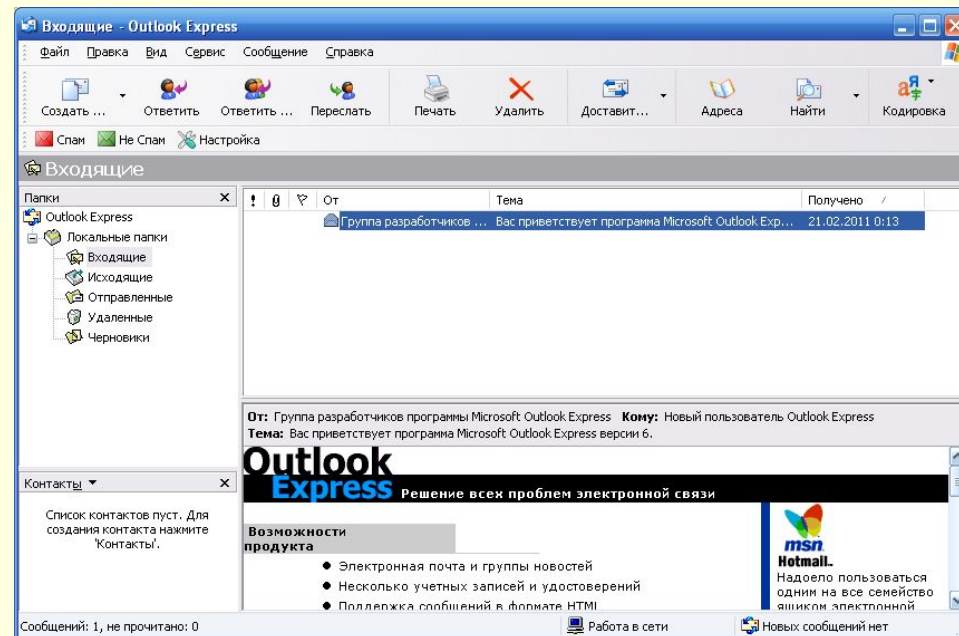 Входящие - Outlook Express
Файл Правка Вид Сервис Сообщение Справка
Создать ... Ответить Ответить ... Переслать Печать Удалить Доставит... Адреса Найти Кодировка
Спам Не Спам Настройка
Входящие
Папки
Outlook Express
Локальные папки
Входящие
Исходящие
Отправленные
Удаленные
Черновики
Контакты
Список контактов пуст. Для
создания контакта нажмите
'Контакты'.
От Тема Получено
Группа разработчиков ... Вас приветствует программа Microsoft Outlook Exp... 21.02.2011 0:13
От: Группа разработчиков программы Microsoft Outlook Express Кому: Новый пользователь Outlook Express
Тема: Вас приветствует программа Microsoft Outlook Express версии 6.
Outlook
Express Решение всех проблем электронной связи
Возможности
продукта
Электронная почта и группы новостей
Несколько учетных записей и удостоверений
Поддержка сообщений в формате HTML
msn
Hotmail
Надоело пользоваться
одним на все семейство
ящиком электронной
Сообщений: 1, не прочитано: 0 Работа в сети Новых сообщений нет